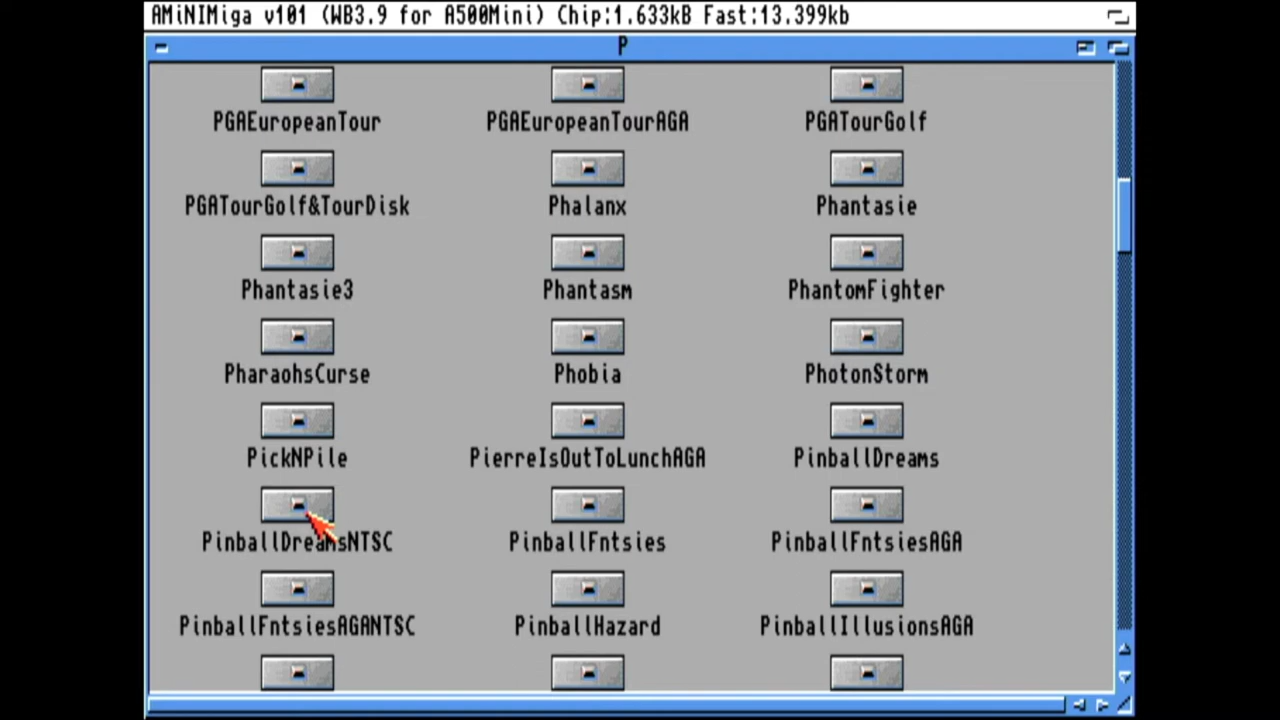 AMiNIMiga v101 (WB3.9 for A500Mini) Chip:1.633kB Fast:13.399kb
P
PGAEuropeanTour PGAEuropeanTourAGA PGATourGolf
PGATourGolf&TourDisk Phalanx Phantasie
Phantasie3 Phantasm PhantomFighter
PharaohsCurse Phobia PhotonStorm
PickNPile PierreIsOutToLunchAGA PinballDreams
PinballDreamsNTSC PinballFntsies PinballFntsiesAGA
PinballFntsiesAGANTSC PinballHazard PinballIllusionsAGA